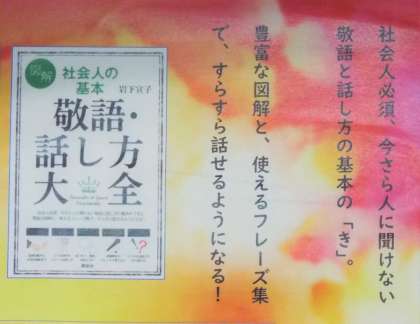 社会人必須、今さら人に聞けない
敬語と話し方の基本の「き」。
豊富な図解と、使えるフレーズ集
で、すらすら話せるようになる！
図解
社会人の
基本
岩下宣子
敬語・
話し方
大全